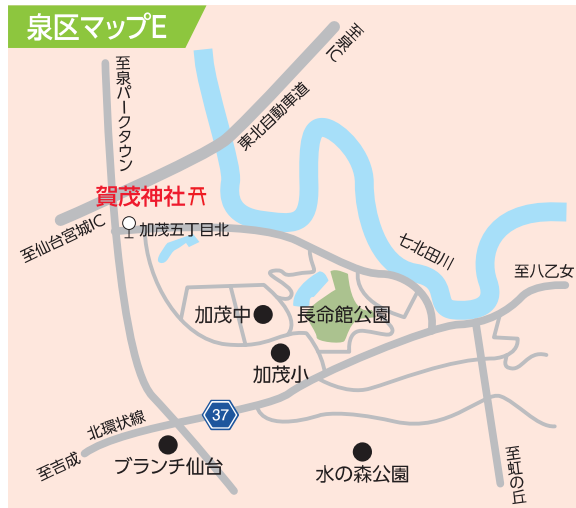 泉区マップE
至泉IC
至泉パークタウン
東北自動車道
賀茂神社
至仙台宮城IC
加茂五丁目北
七北田川
至八乙女
加茂中
長命館公園
加茂小
37
北環状線
至吉成
ブランチ仙台
水の森公園
至虹の丘